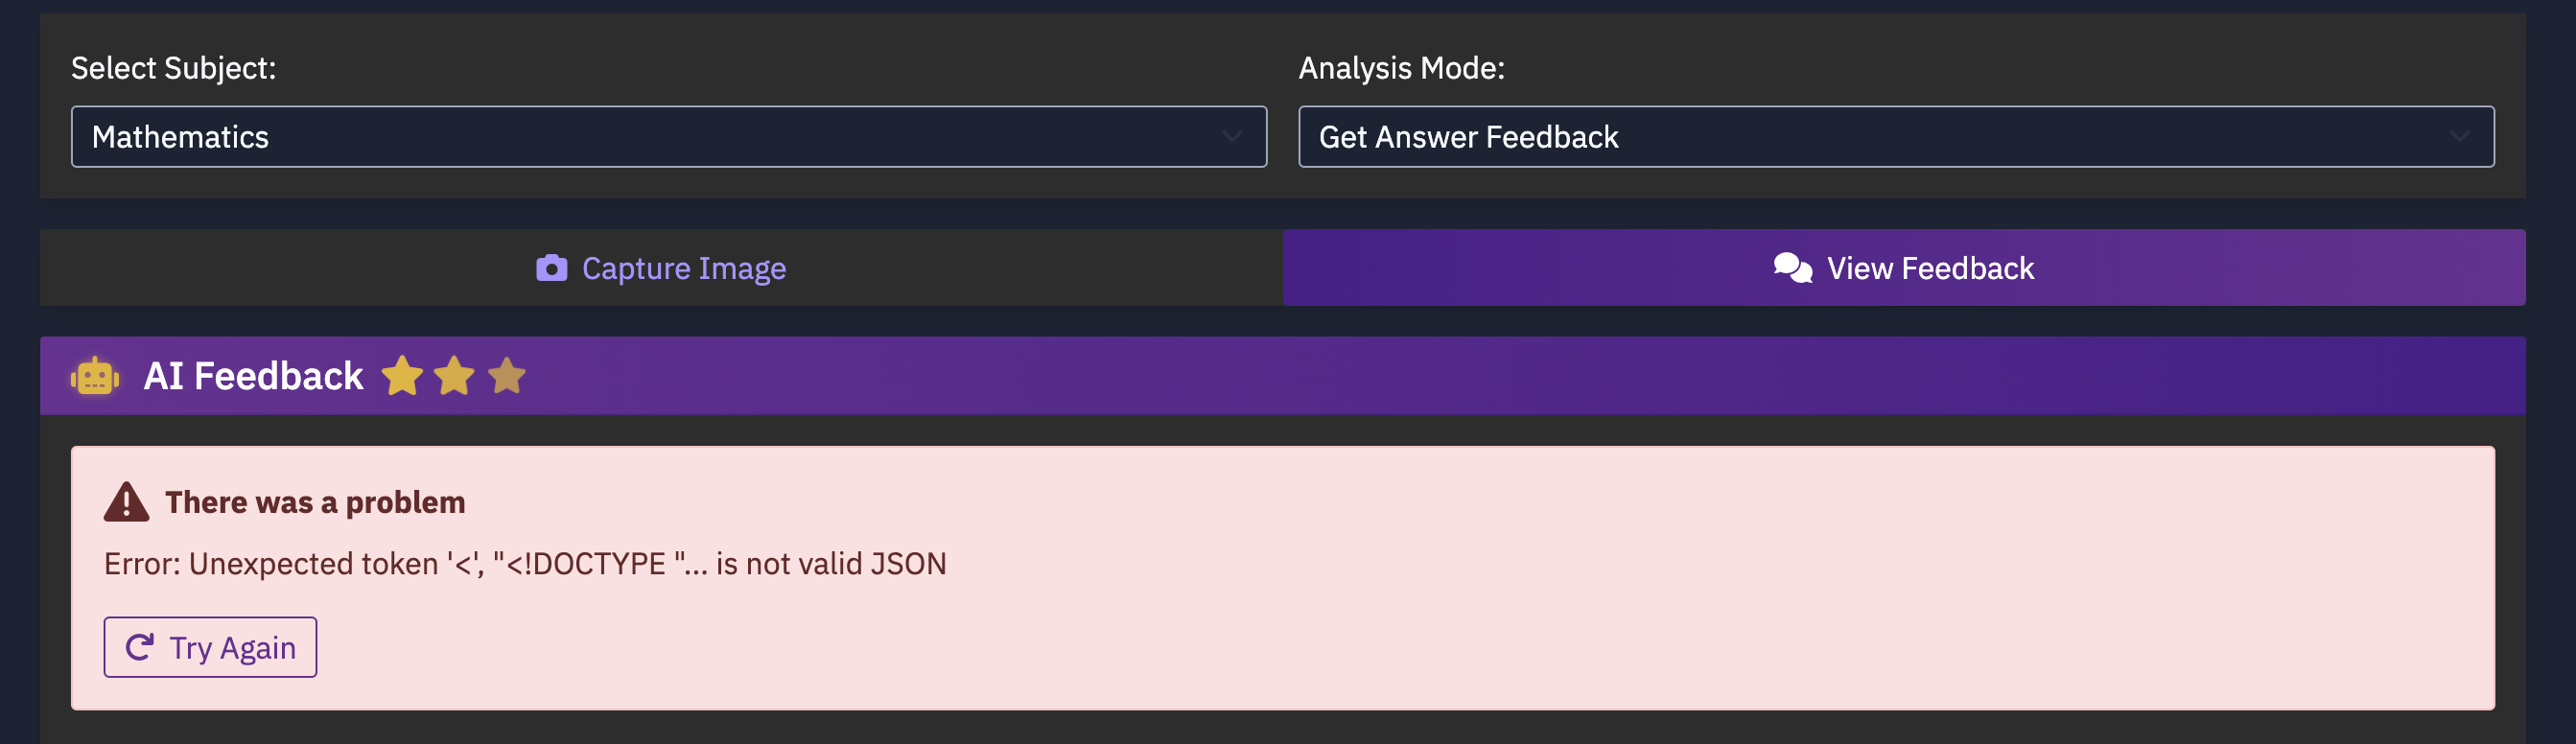 Select Subject:
Mathematics
Analysis Mode:
Get Answer Feedback
Capture Image
View Feedback
AI Feedback
There was a problem
Error: Unexpected token '<', "<!DOCTYPE "... is not valid JSON
Try Again